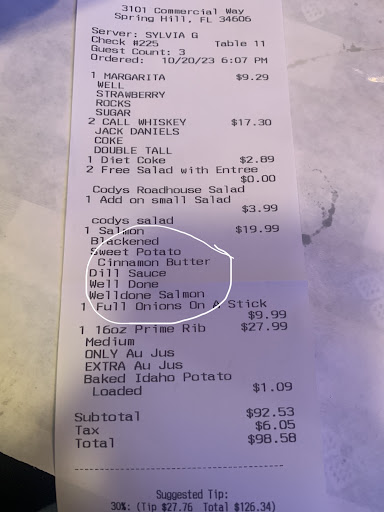 3101 Commercial Way
Spring Hill, FL 34606
Server: SYLVIA G
Check #225 Table 11
Guest Count: 3
Ordered: 10/20/23 6:07 PM
1 MARGARITA $9.29
WELL
STRAWBERRY
ROCKS
SUGAR
2 CALL WHISKEY $17.30
JACK DANIELS
COKE
DOUBLE TALL
1 Diet Coke $2.89
2 Free Salad with Entree
$0.00
Codys Roadhouse Salad
1 Add on small Salad
$3.99
codys salad
1 Salmon $19.99
Blackened
Sweet Potato
Cinnamon Butter
Dill Sauce
Well Done
Welldone Salmon
1 Full Onions On A Stick
$9.99
1 16oz Prime Rib $27.99
Medium
ONLY Au Jus
EXTRA Au Jus
Baked Idaho Potato
Loaded $1.09
Subtotal $92.53
Tax $6.05
Total $98.58
--------------------------------
Suggested Tip:
30%: (Tip $27.76 Total $126.34)